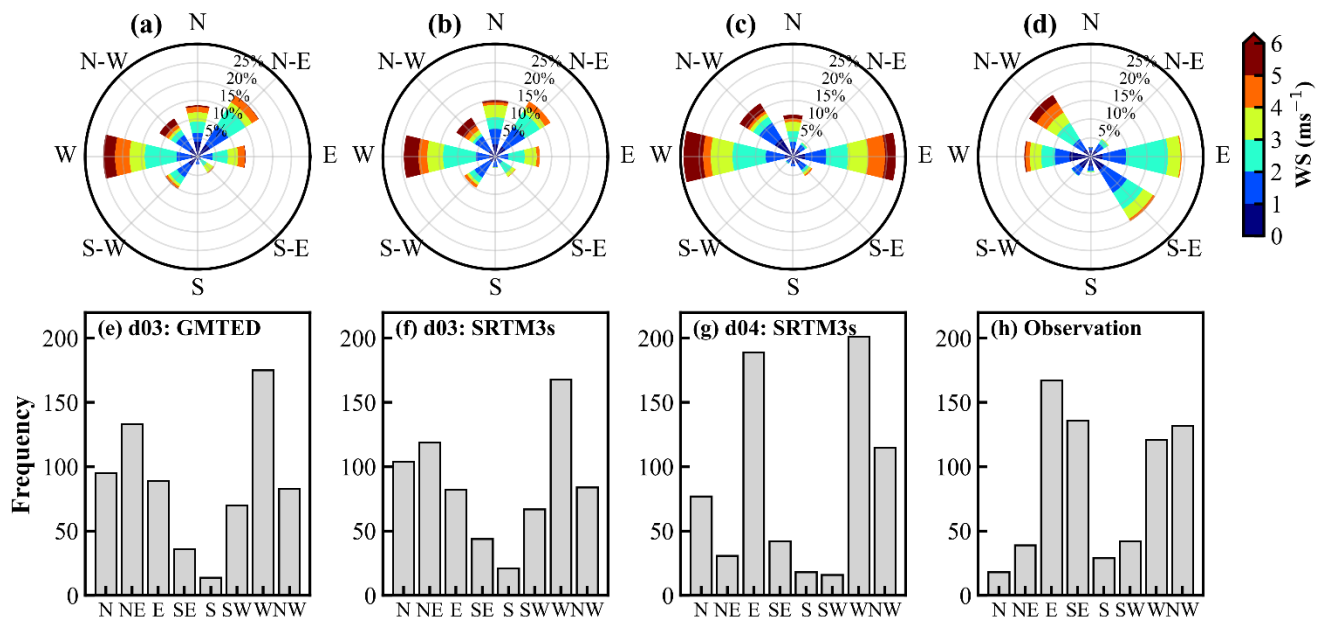 (a) N (b) N (c) N (d) N
N-W N-E N-W N-E N-W N-E N-W N-E
25% 25% 25% 25%
20% 20% 20% 20%
15% 15% 15% 15%
10% 10% 10% 10%
5% 5% 5% 5%
W E W E W E W E
S-W S-E S-W S-E S-W S-E S-W S-E
S S S S
6
5
4
3
2
1
0
WS (ms⁻¹)
(e) d03: GMTED (f) d03: SRTM3s (g) d04: SRTM3s (h) Observation
200 200 200 200
150 150 150 150
100 100 100 100
50 50 50 50
0 0 0 0
Frequency
N NE E SE S SW W NW N NE E SE S SW W NW N NE E SE S SW W NW N NE E SE S SW W NW